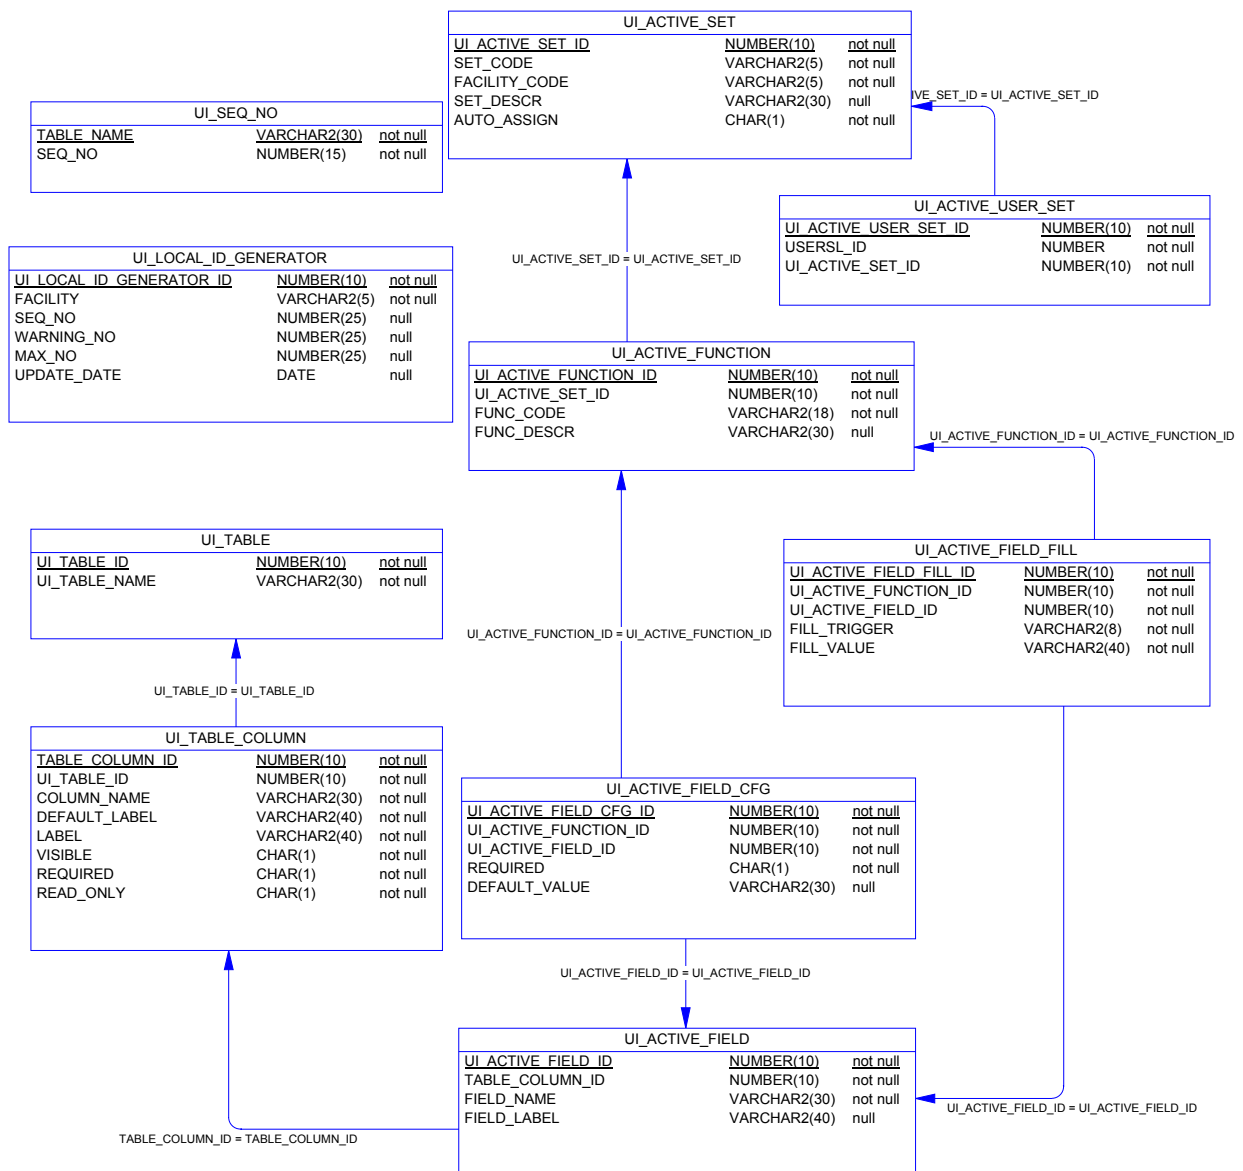 UI_ACTIVE_SET
UI_ACTIVE_SET_ID NUMBER(10) not null
SET_CODE VARCHAR2(5) not null
FACILITY_CODE VARCHAR2(5) not null
SET_DESCR VARCHAR2(30) null
AUTO_ASSIGN CHAR(1) not null
IVE_SET_ID = UI_ACTIVE_SET_ID
UI_SEQ_NO
TABLE_NAME VARCHAR2(30) not null
SEQ_NO NUMBER(15) not null
UI_ACTIVE_USER_SET
UI_ACTIVE_USER_SET_ID NUMBER(10) not null
USERSL_ID NUMBER not null
UI_ACTIVE_SET_ID NUMBER(10) not null
UI_LOCAL_ID_GENERATOR
UI_LOCAL_ID_GENERATOR_ID NUMBER(10) not null
FACILITY VARCHAR2(5) not null
SEQ_NO NUMBER(25) null
WARNING_NO NUMBER(25) null
MAX_NO NUMBER(25) null
UPDATE_DATE DATE null
UI_ACTIVE_SET_ID = UI_ACTIVE_SET_ID
UI_ACTIVE_FUNCTION
UI_ACTIVE_FUNCTION_ID NUMBER(10) not null
UI_ACTIVE_SET_ID NUMBER(10) not null
FUNC_CODE VARCHAR2(18) not null
FUNC_DESCR VARCHAR2(30) null
UI_ACTIVE_FUNCTION_ID = UI_ACTIVE_FUNCTION_ID
UI_TABLE
UI_TABLE_ID NUMBER(10) not null
UI_TABLE_NAME VARCHAR2(30) not null
UI_ACTIVE_FIELD_FILL
UI_ACTIVE_FIELD_FILL_ID NUMBER(10) not null
UI_ACTIVE_FUNCTION_ID NUMBER(10) not null
UI_ACTIVE_FIELD_ID NUMBER(10) not null
FILL_TRIGGER VARCHAR2(8) not null
FILL_VALUE VARCHAR2(40) not null
UI_ACTIVE_FUNCTION_ID = UI_ACTIVE_FUNCTION_ID
UI_TABLE_ID = UI_TABLE_ID
UI_TABLE_COLUMN
TABLE_COLUMN_ID NUMBER(10) not null
UI_TABLE_ID NUMBER(10) not null
COLUMN_NAME VARCHAR2(30) not null
DEFAULT_LABEL VARCHAR2(40) not null
LABEL VARCHAR2(40) not null
VISIBLE CHAR(1) not null
REQUIRED CHAR(1) not null
READ_ONLY CHAR(1) not null
UI_ACTIVE_FIELD_CFG
UI_ACTIVE_FIELD_CFG_ID NUMBER(10) not null
UI_ACTIVE_FUNCTION_ID NUMBER(10) not null
UI_ACTIVE_FIELD_ID NUMBER(10) not null
REQUIRED CHAR(1) not null
DEFAULT_VALUE VARCHAR2(30) null
UI_ACTIVE_FIELD_ID = UI_ACTIVE_FIELD_ID
UI_ACTIVE_FIELD
UI_ACTIVE_FIELD_ID NUMBER(10) not null
TABLE_COLUMN_ID NUMBER(10) not null
FIELD_NAME VARCHAR2(30) not null
FIELD_LABEL VARCHAR2(40) null
UI_ACTIVE_FIELD_ID = UI_ACTIVE_FIELD_ID
TABLE_COLUMN_ID = TABLE_COLUMN_ID